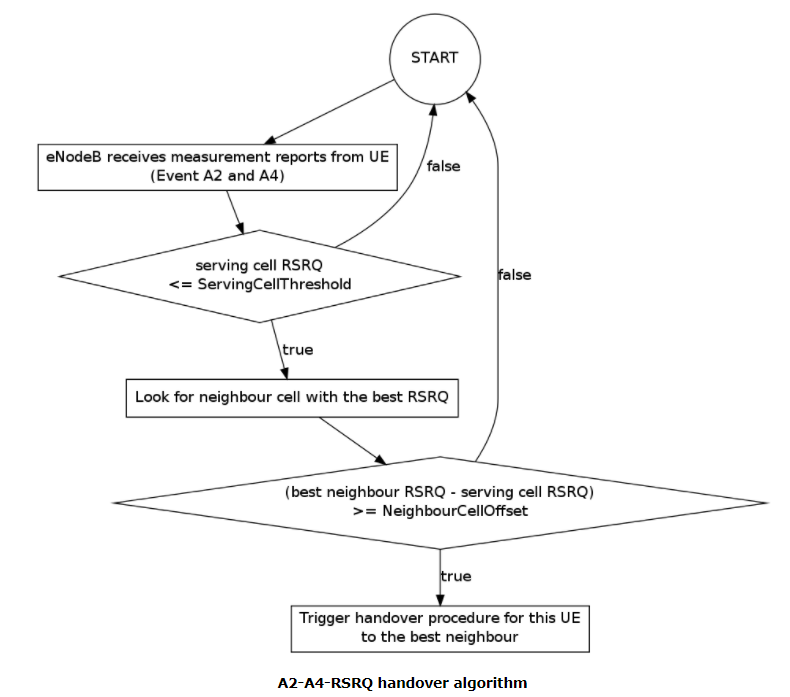 START
eNodeB receives measurement reports from UE
(Event A2 and A4)
false
serving cell RSRQ
<= ServingCellThreshold
false
true
Look for neighbour cell with the best RSRQ
(best neighbour RSRQ - serving cell RSRQ)
>= NeighbourCellOffset
true
Trigger handover procedure for this UE
to the best neighbour
A2-A4-RSRQ handover algorithm